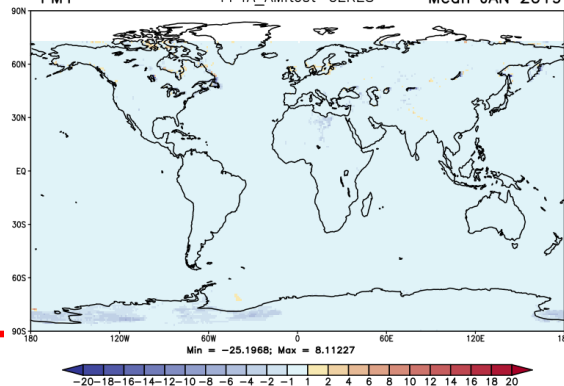 Mean JAN 2019
90N
60N
30N
EQ
30S
60S
90S
180 120W 60W 0 60E 120E 180
Min = −25.1968; Max = 8.11227
−20 −18 −16 −14 −12 −10 −8 −6 −4 −2 −1 1 2 4 6 8 10 12 14 16 18 20